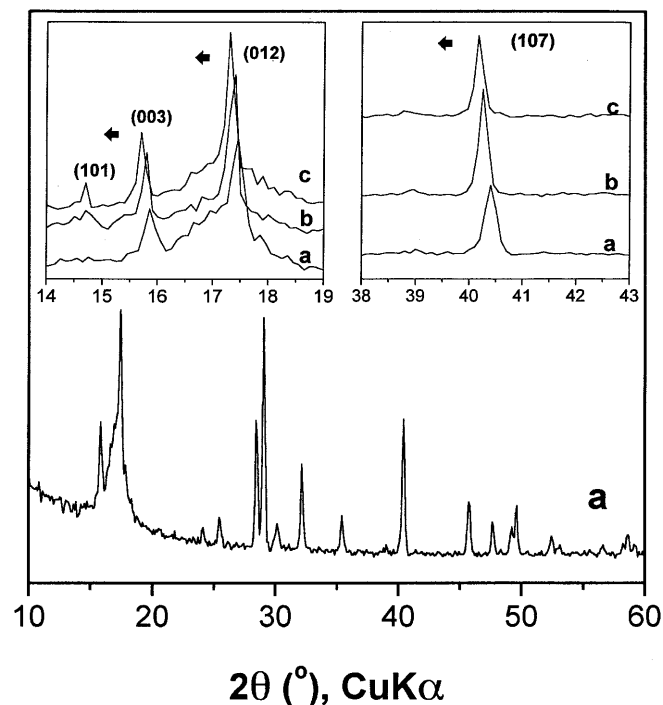 (012)
(003)
(101)
c
b
a
14 15 16 17 18 19
(107)
c
b
a
38 39 40 41 42 43
a
10 20 30 40 50 60
2θ (°), CuKα